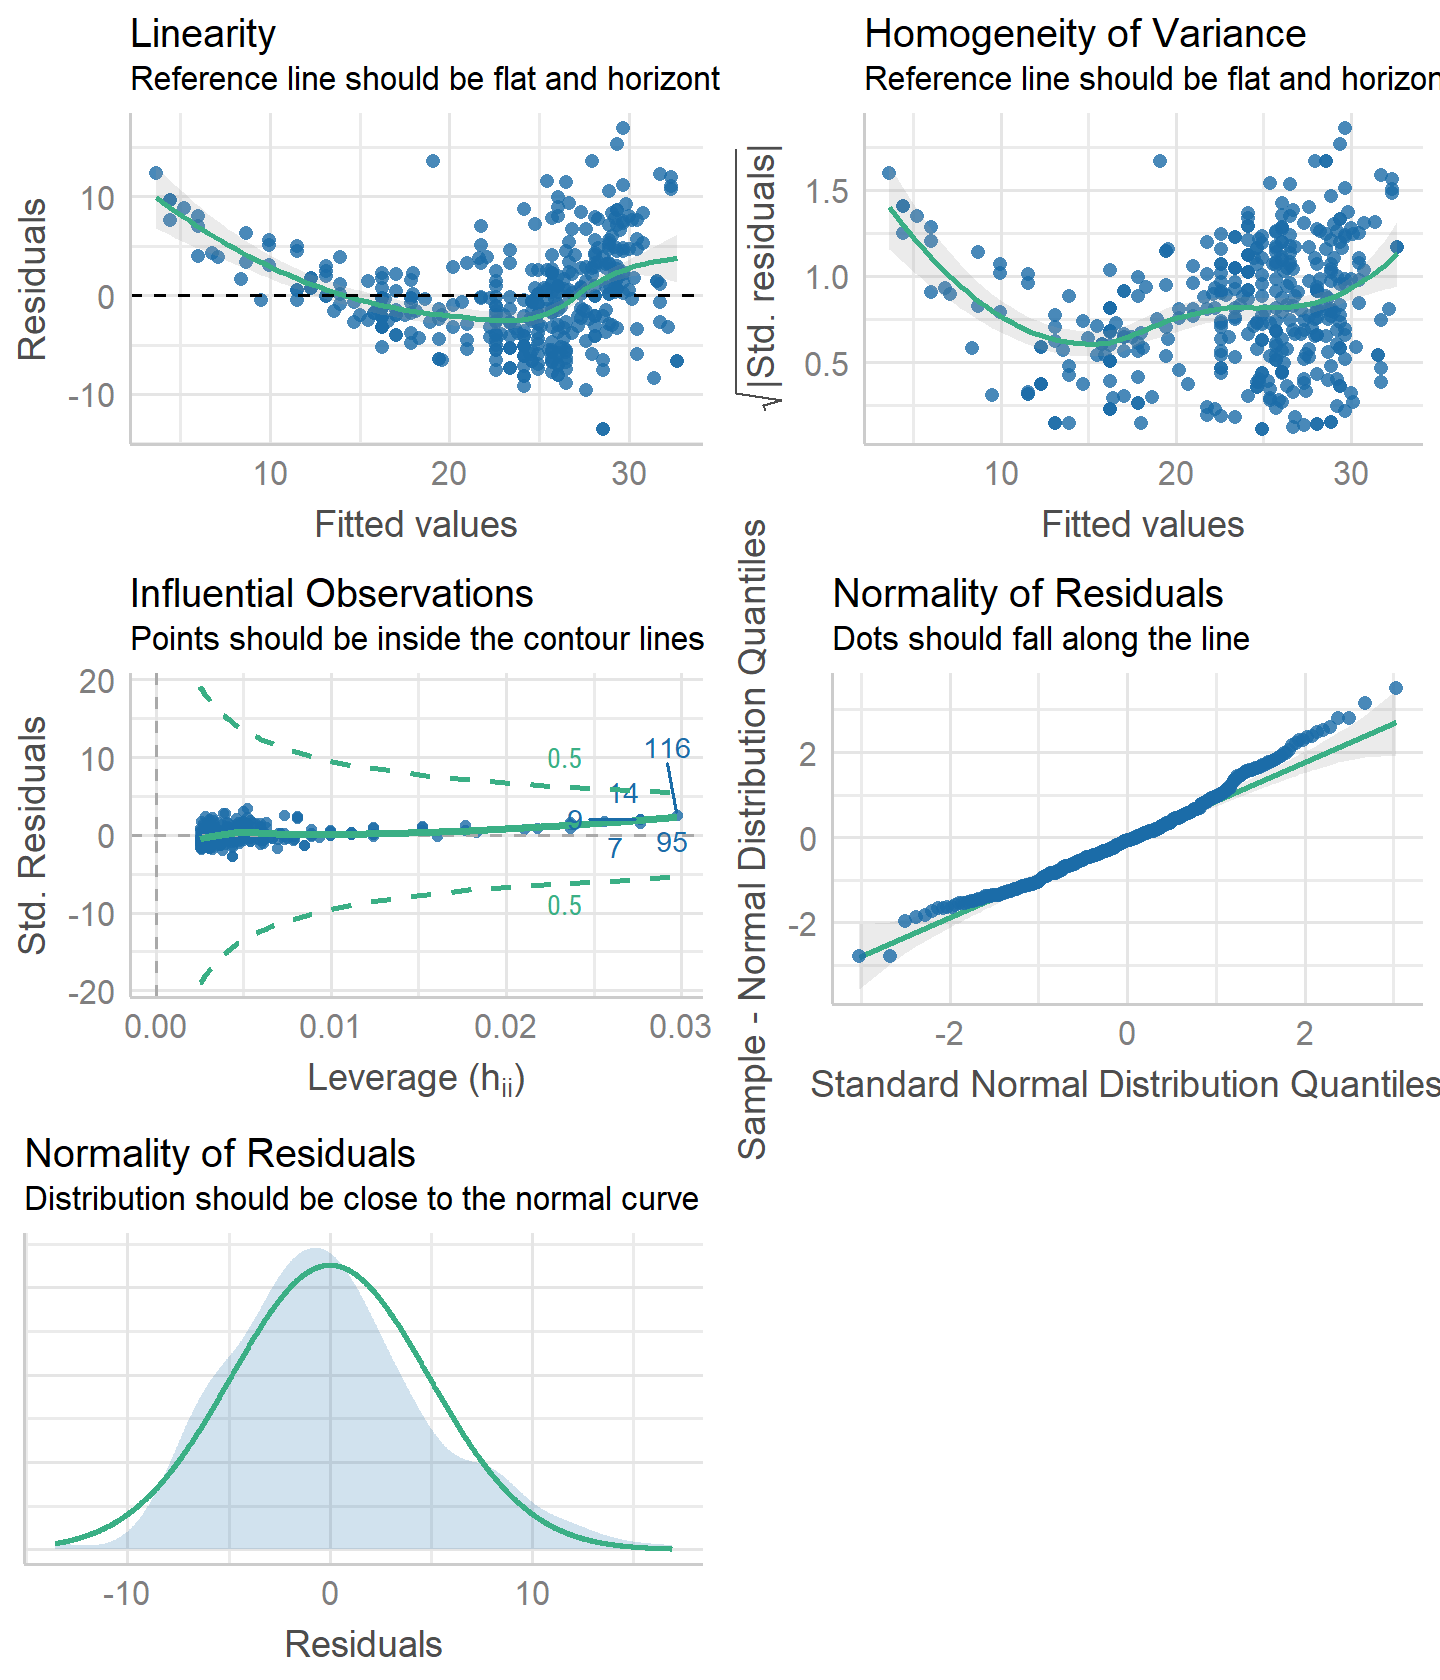 Linearity
Reference line should be flat and horizont
Residuals
10
0
-10
10
20
30
Fitted values
Homogeneity of Variance
Reference line should be flat and horizon
√|Std. residuals|
1.5
1.0
0.5
10
20
30
Fitted values
Influential Observations
Points should be inside the contour lines
Std. Residuals
20
10
0
-10
-20
0.5
116
14
9
7
95
0.5
0.00
0.01
0.02
0.03
Leverage (hii)
Normality of Residuals
Dots should fall along the line
Sample - Normal Distribution Quantiles
2
0
-2
-2
0
2
Standard Normal Distribution Quantiles
Normality of Residuals
Distribution should be close to the normal curve
-10
0
10
Residuals